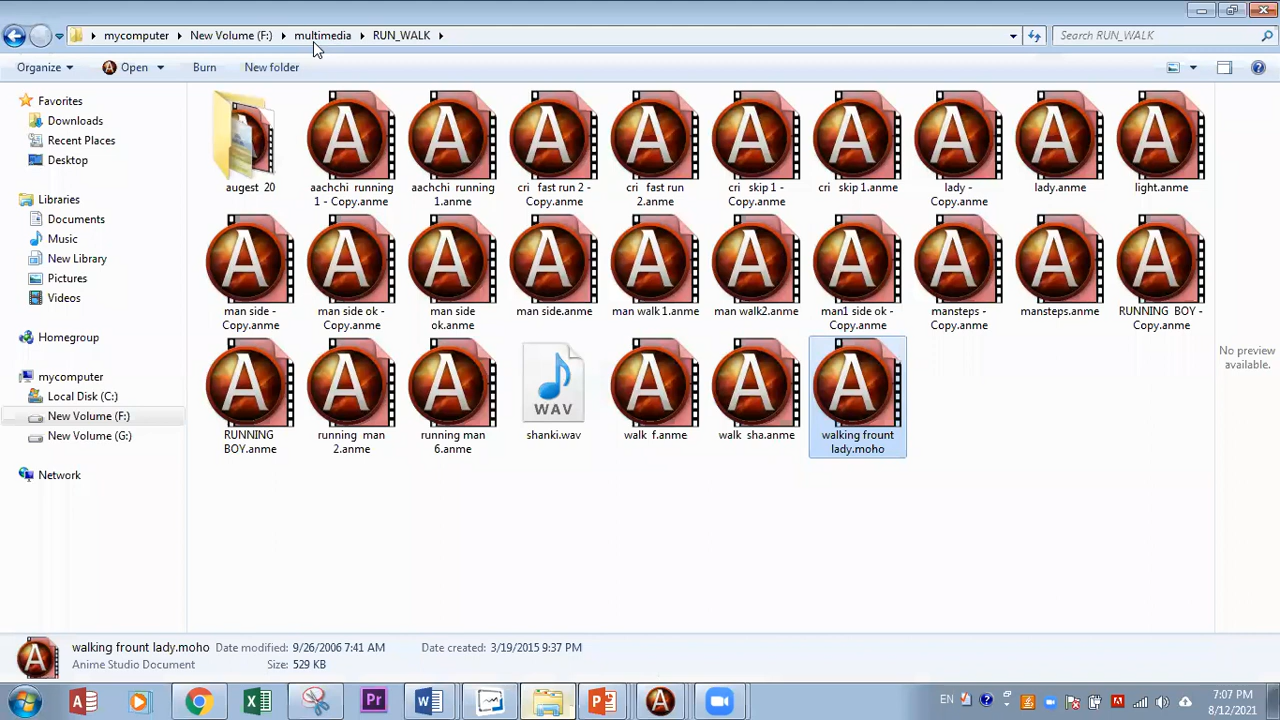 mycomputer New Volume (F:) multimedia RUN_WALK Search RUN_WALK
Organize Open Burn New folder
Favorites
Downloads
Recent Places
Desktop
Libraries
Documents
Music
New Library
Pictures
Videos
Homegroup
mycomputer
Local Disk (C:)
New Volume (F:)
New Volume (G:)
Network
augest 20
aachchi running
1 - Copy.anme
aachchi running
1.anme
cri fast run 2 -
Copy.anme
cri fast run
2.anme
cri skip 1 -
Copy.anme
cri skip 1.anme
lady -
Copy.anme
lady.anme
light.anme
man side -
Copy.anme
man side ok -
Copy.anme
man side
ok.anme
man side.anme
man walk 1.anme
man walk2.anme
man1 side ok -
Copy.anme
mansteps -
Copy.anme
mansteps.anme
RUNNING BOY -
Copy.anme
RUNNING
BOY.anme
running man
2.anme
running man
6.anme
WAV
shanki.wav
walk f.anme
walk sha.anme
walking frount
lady.moho
No preview
available.
walking frount lady.moho Date modified: 9/26/2006 7:41 AM Date created: 3/19/2015 9:37 PM
Anime Studio Document Size: 529 KB
EN
7:07 PM
8/12/2021